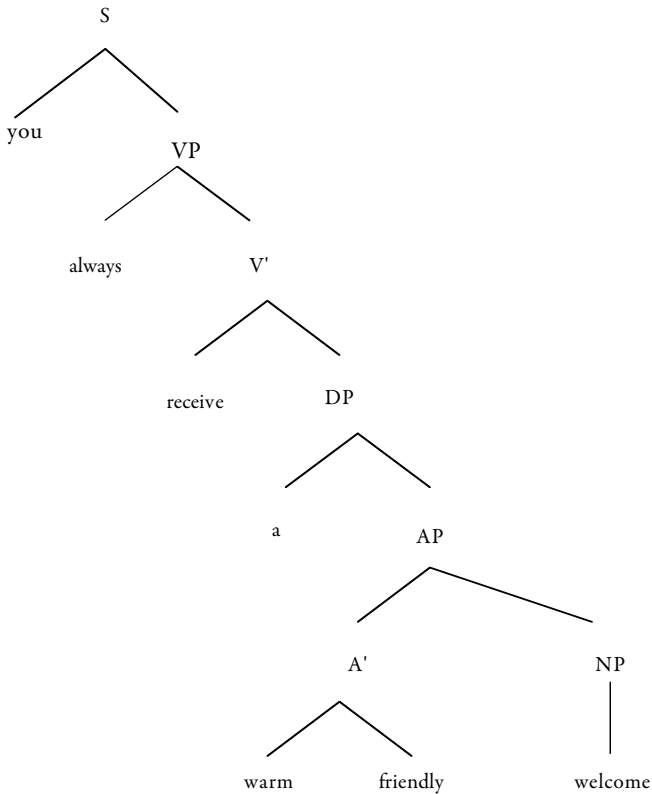 S
you
VP
always V'
receive DP
a AP
A' NP
warm friendly welcome